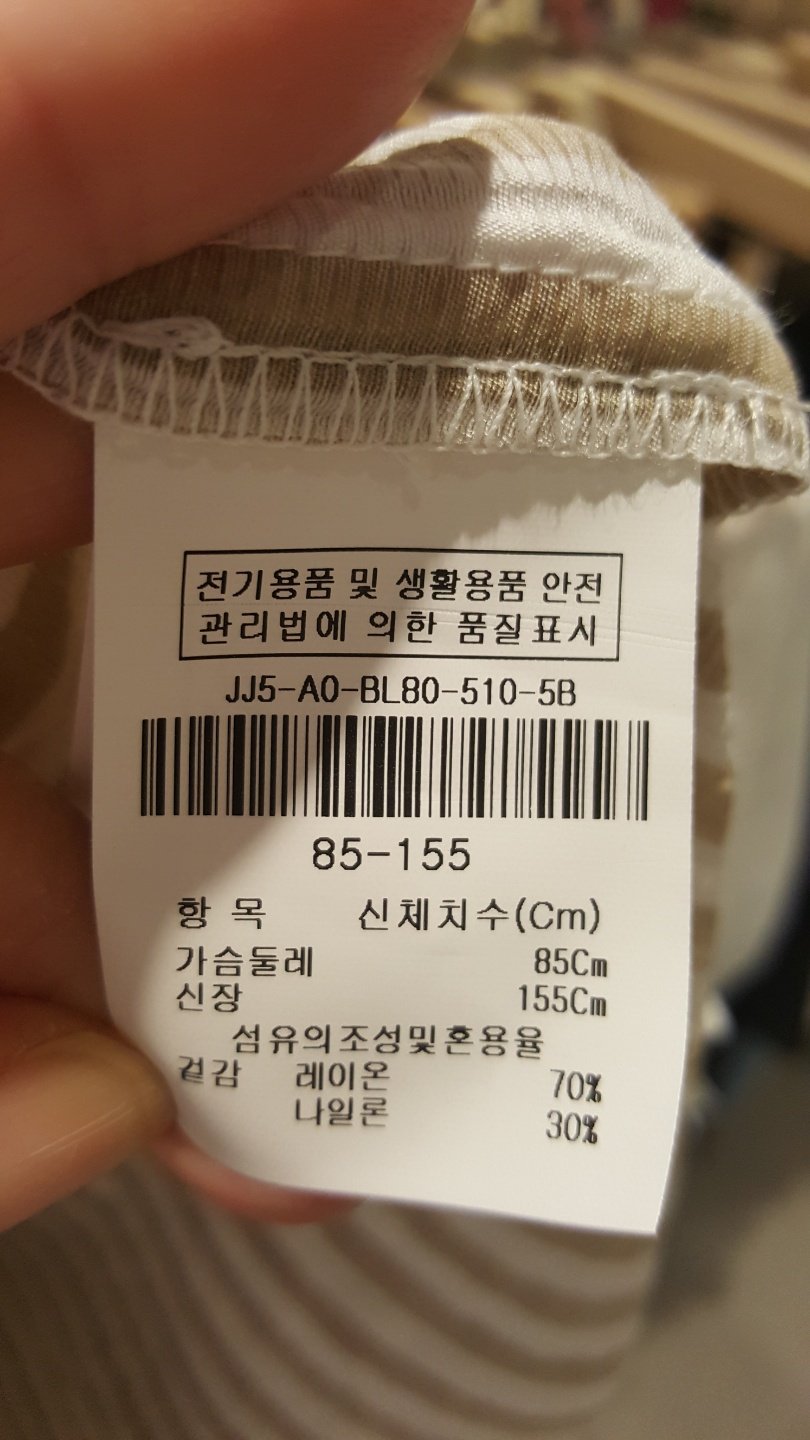 전기용품 및 생활용품 안전
관리법에 의한 품질표시
JJ5-A0-BL80-510-5B
85-155
항 목 신체치수(Cm)
가슴둘레 85Cm
신장 155Cm
섬유의조성및혼용율
겉감 레이온 70%
나일론 30%